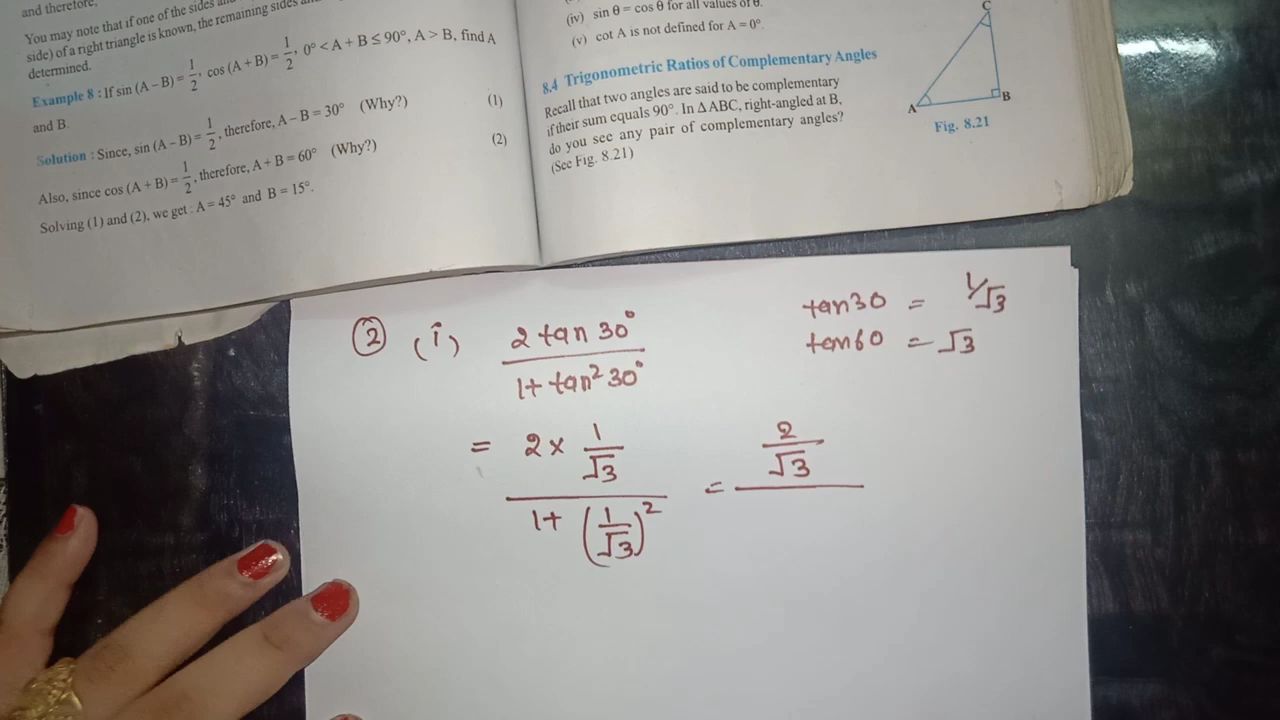 and therefore,
You may note that if one of the sides
side) of a right triangle is known, the remaining sides
determined.
Example 8 : If sin (A – B) = 1/2, cos (A + B) = 1/2, 0° < A + B ≤ 90°, A > B, find A
and B.
Solution : Since, sin (A – B) = 1/2, therefore, A – B = 30° (Why?) (1)
Also, since cos (A + B) = 1/2, therefore, A + B = 60° (Why?) (2)
Solving (1) and (2), we get : A = 45° and B = 15°.
(iv) sin θ = cos θ for all values of θ.
(v) cot A is not defined for A = 0°.
8.4 Trigonometric Ratios of Complementary Angles
Recall that two angles are said to be complementary
if their sum equals 90°. In Δ ABC, right-angled at B,
do you see any pair of complementary angles?
(See Fig. 8.21)
C
A
B
Fig. 8.21
② (i) 2 tan 30° / 1+ tan² 30°
= 2 × 1/√3 / 1+ (1/√3)² = 2/√3
tan30 = 1/√3
tan60 = √3